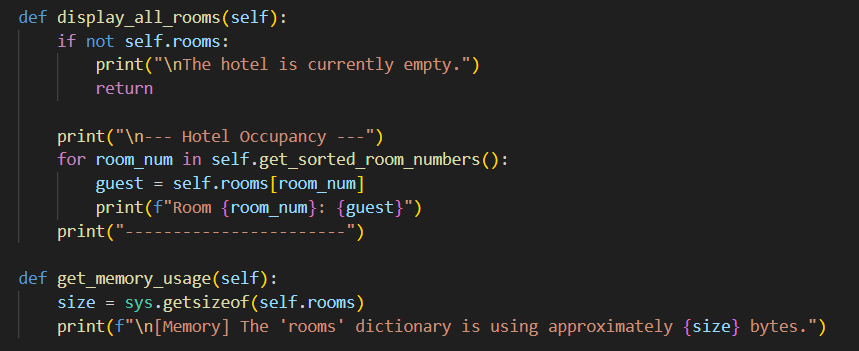 def display_all_rooms(self):
    if not self.rooms:
        print("\nThe hotel is currently empty.")
        return

    print("\n--- Hotel Occupancy ---")
    for room_num in self.get_sorted_room_numbers():
        guest = self.rooms[room_num]
        print(f"Room {room_num}: {guest}")
    print("-----------------------")

def get_memory_usage(self):
    size = sys.getsizeof(self.rooms)
    print(f"\n[Memory] The 'rooms' dictionary is using approximately {size} bytes.")